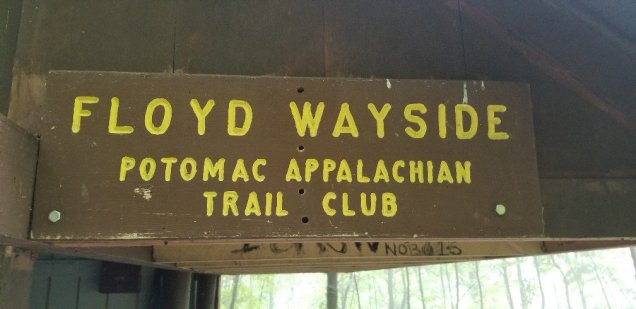 FLOYD WAYSIDE
POTOMAC APPALACHIAN
TRAIL CLUB